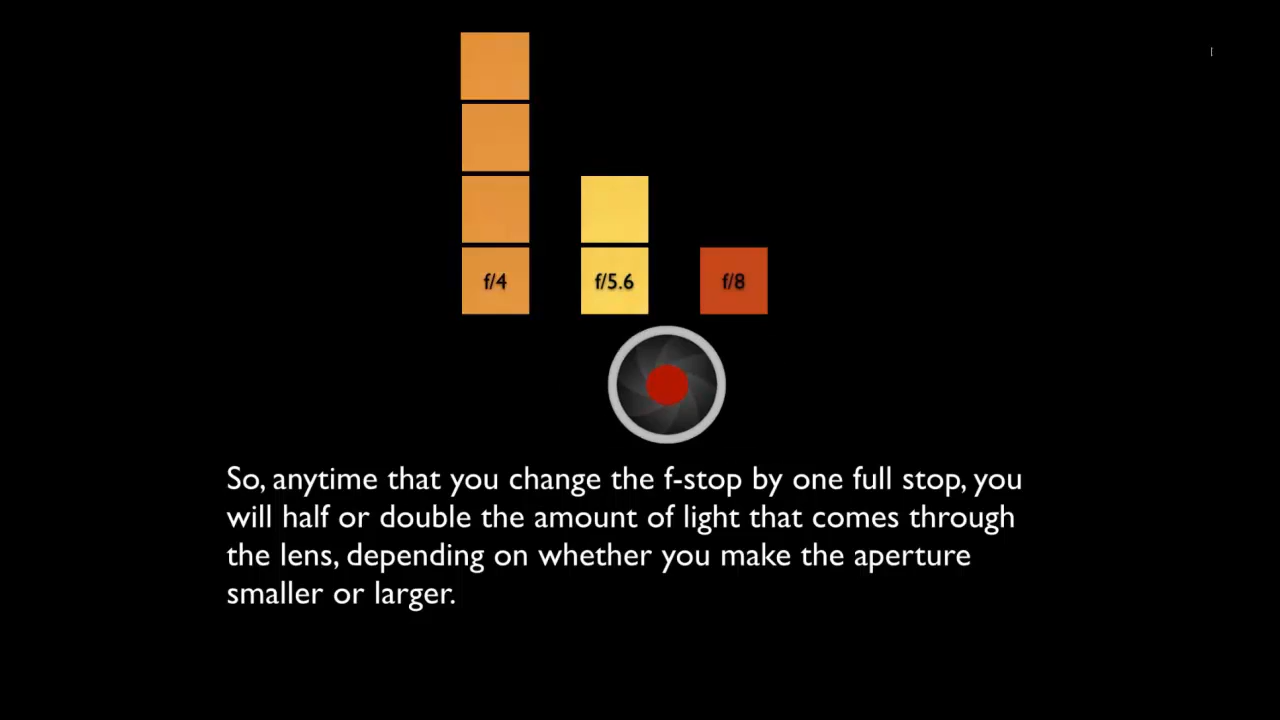 f/4 f/5.6 f/8
So, anytime that you change the f-stop by one full stop, you
will half or double the amount of light that comes through
the lens, depending on whether you make the aperture
smaller or larger.